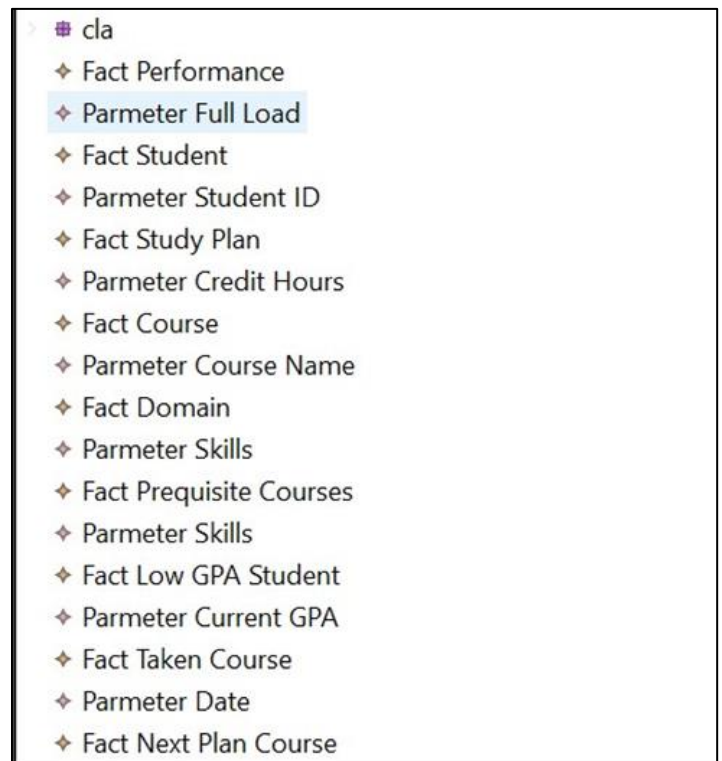 cla
Fact Performance
Parmeter Full Load
Fact Student
Parmeter Student ID
Fact Study Plan
Parmeter Credit Hours
Fact Course
Parmeter Course Name
Fact Domain
Parmeter Skills
Fact Prequisite Courses
Parmeter Skills
Fact Low GPA Student
Parmeter Current GPA
Fact Taken Course
Parmeter Date
Fact Next Plan Course